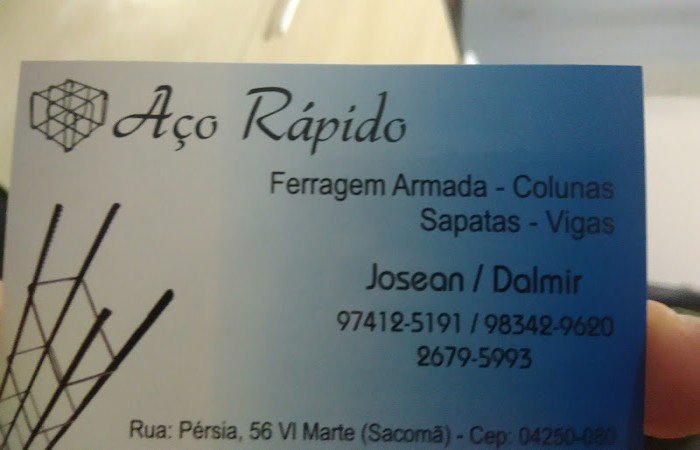 Aço Rápido
Ferragem Armada - Colunas
Sapatas - Vigas
Josean / Dalmir
97412-5191 / 98342-9620
2679-5993
Rua: Pérsia, 56 Vl Marte (Sacomã) - Cep: 04250-080